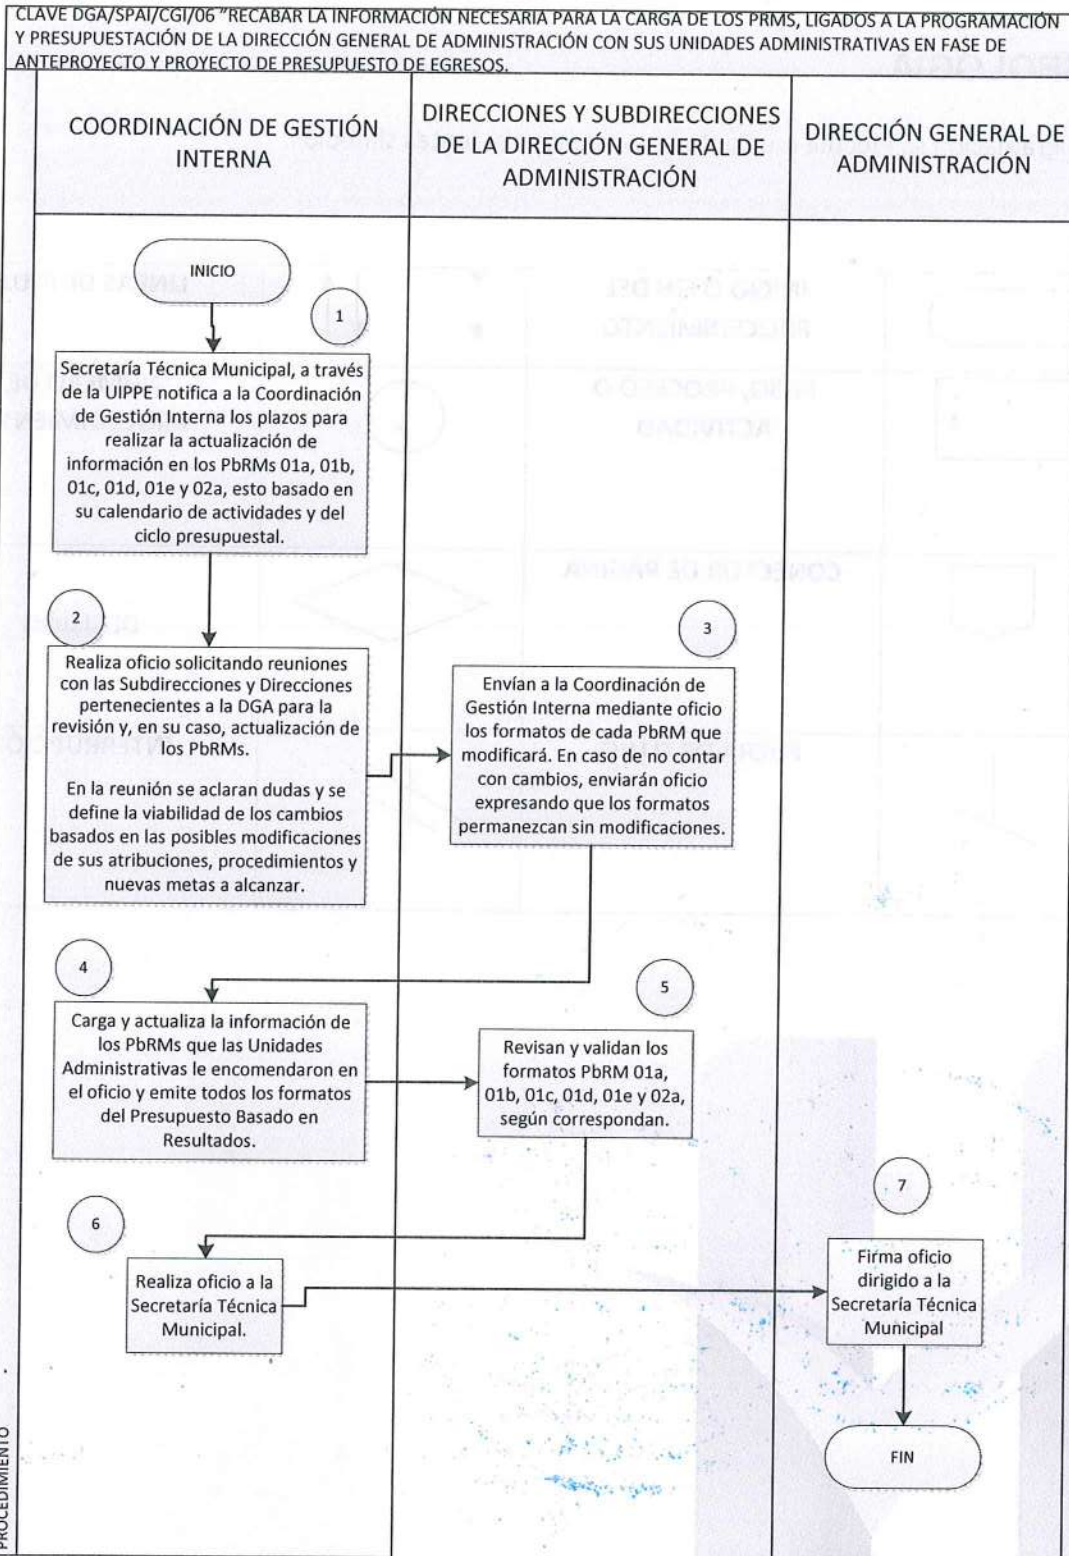 CLAVE DGA/SPAI/CGI/06 "RECABAR LA INFORMACIÓN NECESARIA PARA LA CARGA DE LOS PRMS, LIGADOS A LA PROGRAMACIÓN
Y PRESUPUESTACIÓN DE LA DIRECCIÓN GENERAL DE ADMINISTRACIÓN CON SUS UNIDADES ADMINISTRATIVAS EN FASE DE
ANTEPROYECTO Y PROYECTO DE PRESUPUESTO DE EGRESOS.
COORDINACIÓN DE GESTIÓN
INTERNA
DIRECCIONES Y SUBDIRECCIONES
DE LA DIRECCIÓN GENERAL DE
ADMINISTRACIÓN
DIRECCIÓN GENERAL DE
ADMINISTRACIÓN
INICIO
1
Secretaría Técnica Municipal, a través
de la UIPPE notifica a la Coordinación
de Gestión Interna los plazos para
realizar la actualización de
información en los PbRMs 01a, 01b,
01c, 01d, 01e y 02a, esto basado en
su calendario de actividades y del
ciclo presupuestal.
2
Realiza oficio solicitando reuniones
con las Subdirecciones y Direcciones
pertenecientes a la DGA para la
revisión y, en su caso, actualización de
los PbRMs.
En la reunión se aclaran dudas y se
define la viabilidad de los cambios
basados en las posibles modificaciones
de sus atribuciones, procedimientos y
nuevas metas a alcanzar.
3
Envían a la Coordinación de
Gestión Interna mediante oficio
los formatos de cada PbRM que
modificará. En caso de no contar
con cambios, enviarán oficio
expresando que los formatos
permanezcan sin modificaciones.
4
Carga y actualiza la información de
los PbRMs que las Unidades
Administrativas le encomendaron en
el oficio y emite todos los formatos
del Presupuesto Basado en
Resultados.
5
Revisan y validan los
formatos PbRM 01a,
01b, 01c, 01d, 01e y 02a,
según correspondan.
6
Realiza oficio a la
Secretaría Técnica
Municipal.
7
Firma oficio
dirigido a la
Secretaría Técnica
Municipal
FIN
PROCEDIMIENTO